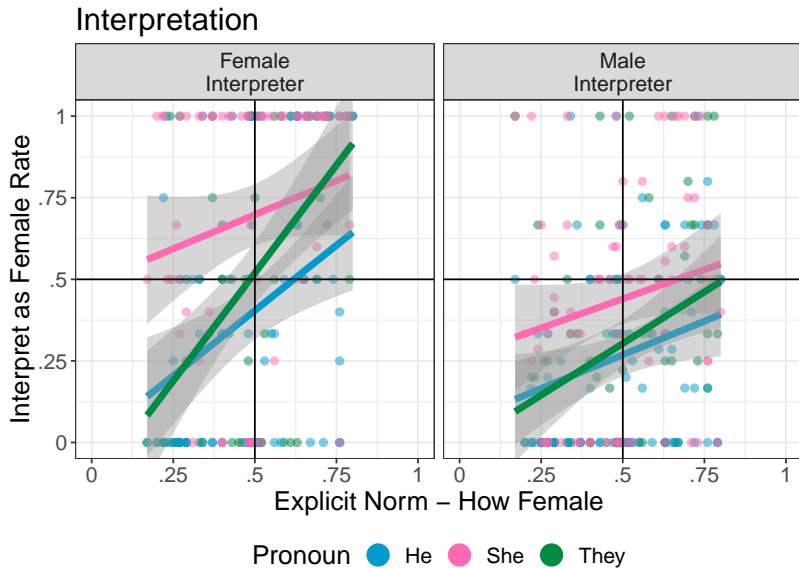 Interpretation
Female
Interpreter
Male
Interpreter
Interpret as Female Rate
1
.75
.5
.25
0
0
.25
.5
.75
1
0
.25
.5
.75
1
Explicit Norm − How Female
Pronoun He She They